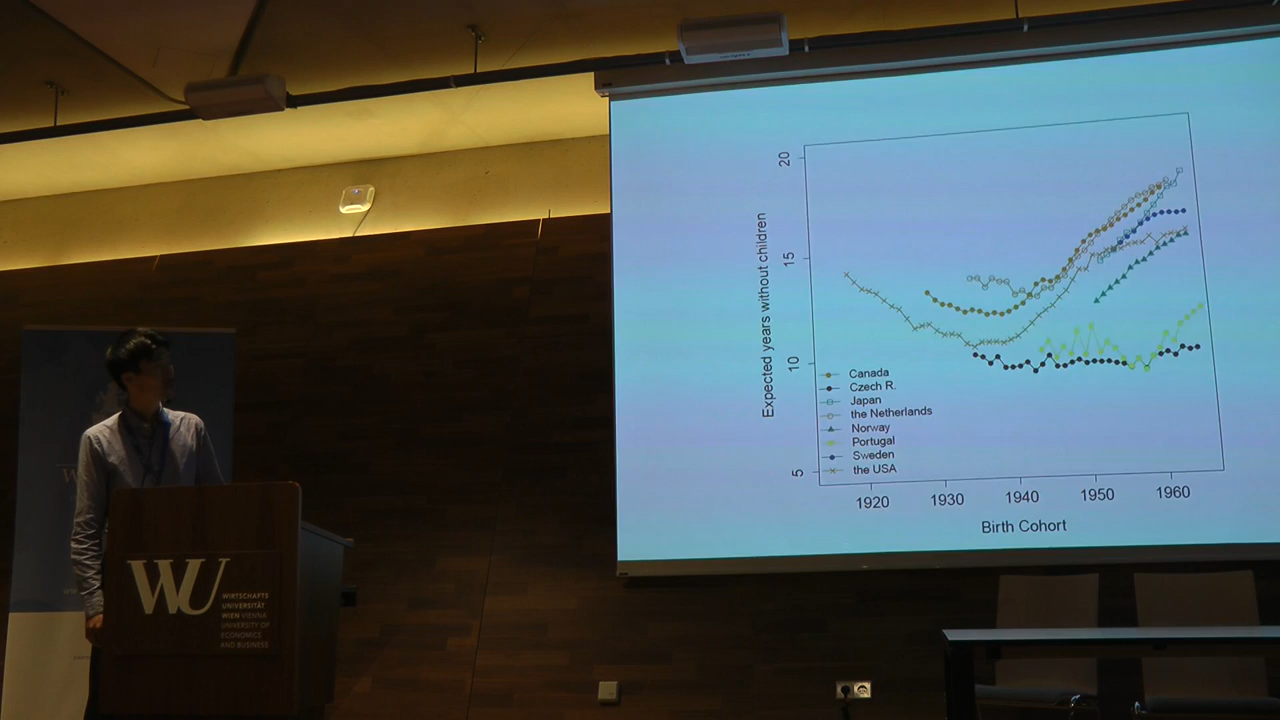 WU
WIRTSCHAFTS
UNIVERSITÄT
WIEN VIENNA
UNIVERSITY OF
ECONOMICS
AND BUSINESS
Expected years without children
20
15
10
5
Canada
Czech R.
Japan
the Netherlands
Norway
Portugal
Sweden
the USA
1920 1930 1940 1950 1960
Birth Cohort